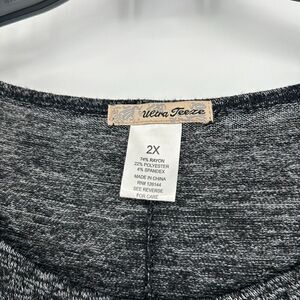 Ultra Teeze
2X
74% RAYON
22% POLYESTER
4% SPANDEX
MADE IN CHINA
RN# 126144
SEE REVERSE
FOR CARE